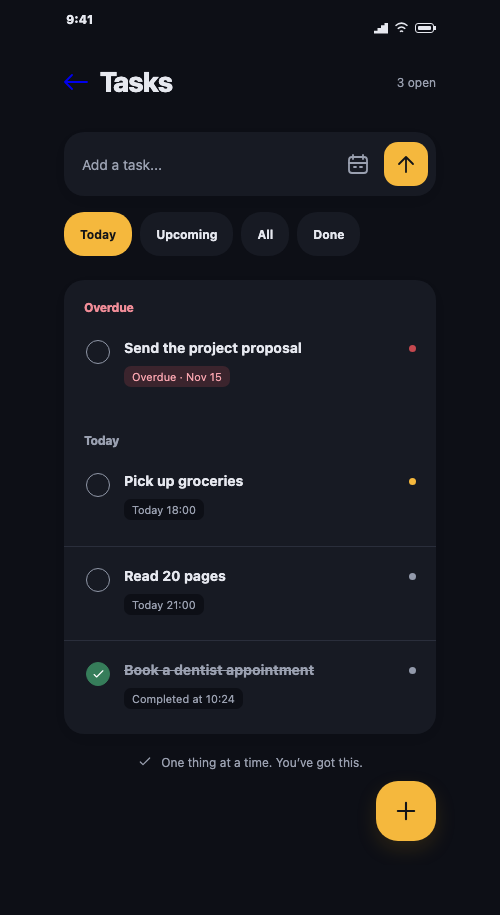 9:41
Tasks
3 open
Add a task...
Today
Upcoming
All
Done
Overdue
Send the project proposal
Overdue · Nov 15
Today
Pick up groceries
Today 18:00
Read 20 pages
Today 21:00
Book a dentist appointment
Completed at 10:24
One thing at a time. You’ve got this.